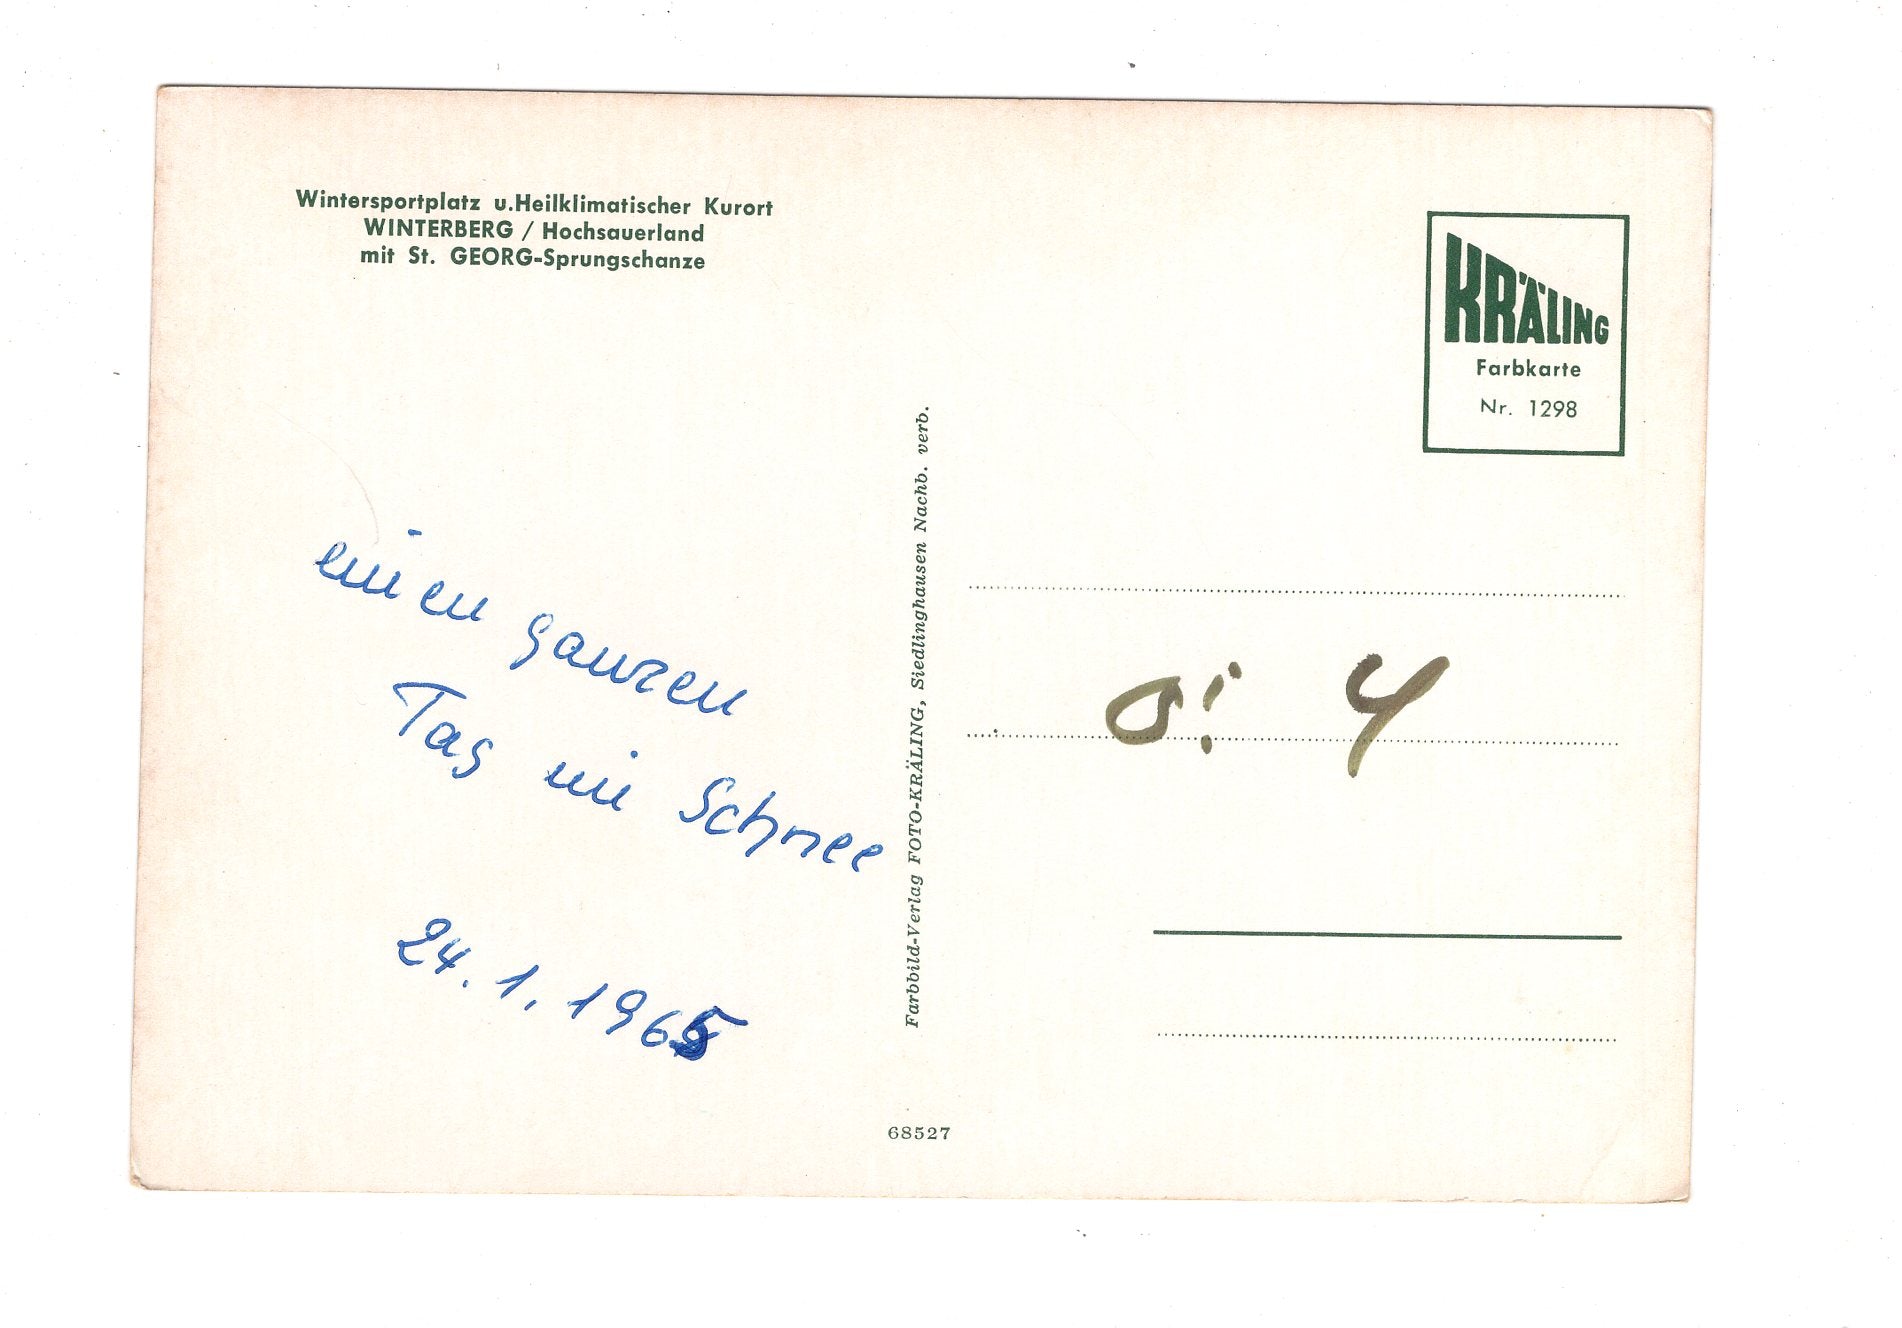 Wintersportplatz u.Heilklimatischer Kurort
WINTERBERG / Hochsauerland
mit St. GEORG-Sprungschanze
einen ganzen
Tag im Schnee
24. 1. 1965
68527
Farbbild-Verlag FOTO-KRÄLING, Siedlinghausen Nachb. verb.
KRÄLING
Farbkarte
Nr. 1298